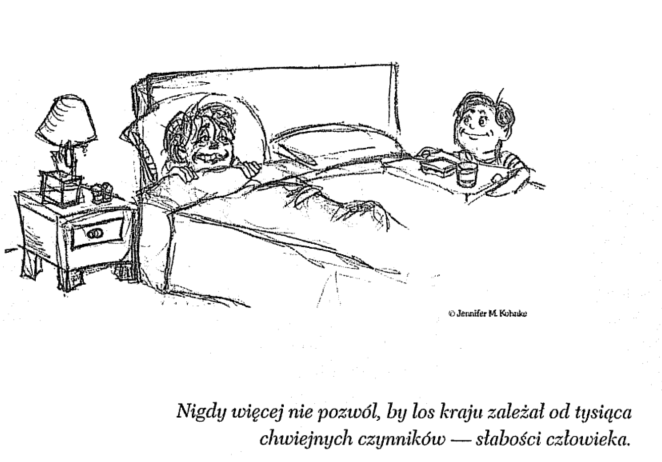 © Jennifer M. Kohnke
Nigdy więcej nie pozwól, by los kraju zależał od tysiąca
chwiejnych czynników — słabości człowieka.